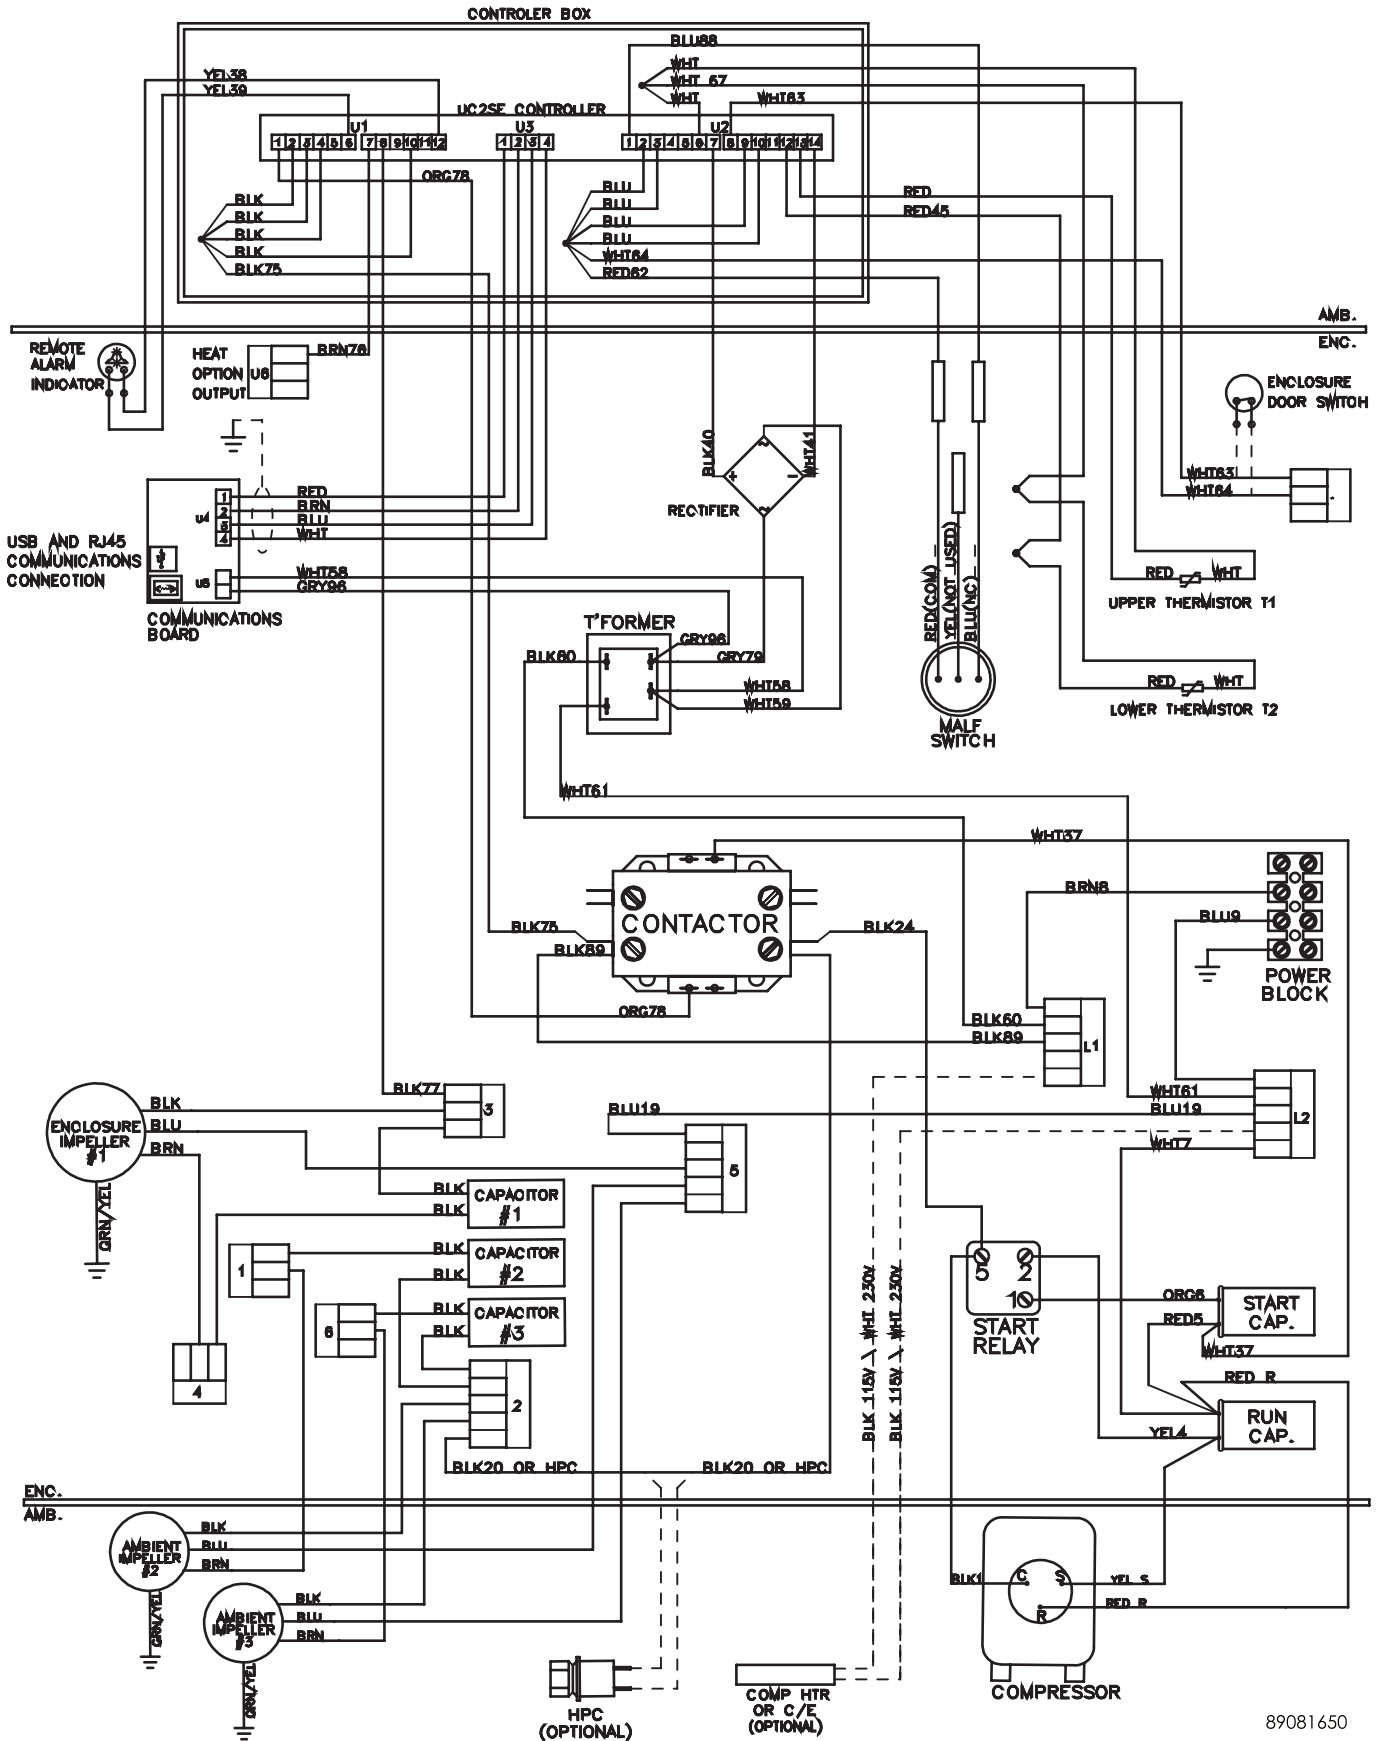 CONTROLER BOX
BLU88
WHT
YEL38
WHT 67
YEL39
WHT
WHT63
UC2SE CONTROLLER
U1
U3
U2
1 2 3 4 5 6 7 8 9 10 11 12
1 2 3 4
1 2 3 4 5 6 7 8 9 10 11 12 13 14
ORG78
BLU
RED
BLK
BLU
RED45
BLK
BLU
BLK
BLU
BLK
WHT64
BLK75
RED62
AMB.
ENC.
REMOTE
ALARM
INDICATOR
HEAT
OPTION U6
OUTPUT
BRN76
ENCLOSURE
DOOR SWITCH
BLK40
WHT41
+
–
RECTIFIER
WHT63
WHT64
U4
1
2
3
4
RED
BRN
BLU
WHT
USB AND RJ45
COMMUNICATIONS
CONNECTION
U5
WHT58
GRY96
COMMUNICATIONS
BOARD
RED(COM)
YEL(NOT USED)
BLU(NC)
RED
WHT
UPPER THERMISTOR T1
T'FORMER
BLK60
GRY96
GRY79
WHT58
WHT59
RED
WHT
LOWER THERMISTOR T2
MALF
SWITCH
WHT61
WHT37
BRN8
BLU9
CONTACTOR
BLK75
BLK89
BLK24
POWER
BLOCK
ORG78
BLK60
BLK89
L1
BLK77
3
WHT61
BLU19
BLU19
L2
WHT7
ENCLOSURE
IMPELLER
#1
BLK
BLU
BRN
GRN/YEL
5
BLK
CAPACITOR
#1
BLK
BLK
CAPACITOR
#2
BLK
1
BLK
CAPACITOR
#3
BLK
6
4
2
5
2
1
START
RELAY
ORG6
START
CAP.
RED5
WHT37
RED R
RUN
CAP.
YEL4
BLK 115V \ WHT 230V
BLK 115V \ WHT 230V
BLK20 OR HPC
BLK20 OR HPC
ENC.
AMB.
AMBIENT
IMPELLER
#2
BLK
BLU
BRN
GRN/YEL
AMBIENT
IMPELLER
#3
BLK
BLU
BRN
GRN/YEL
BLK1
C
S
R
YEL S
RED R
COMPRESSOR
HPC
(OPTIONAL)
COMP HTR
OR C/E
(OPTIONAL)
89081650